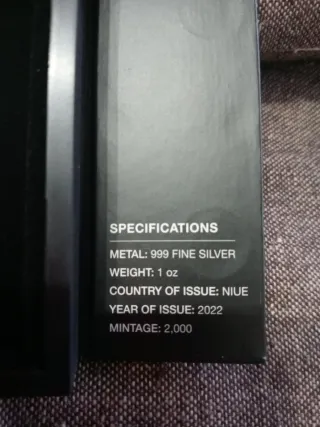 SPECIFICATIONS
METAL: 999 FINE SILVER
WEIGHT: 1 oz
COUNTRY OF ISSUE: NIUE
YEAR OF ISSUE: 2022
MINTAGE: 2,000